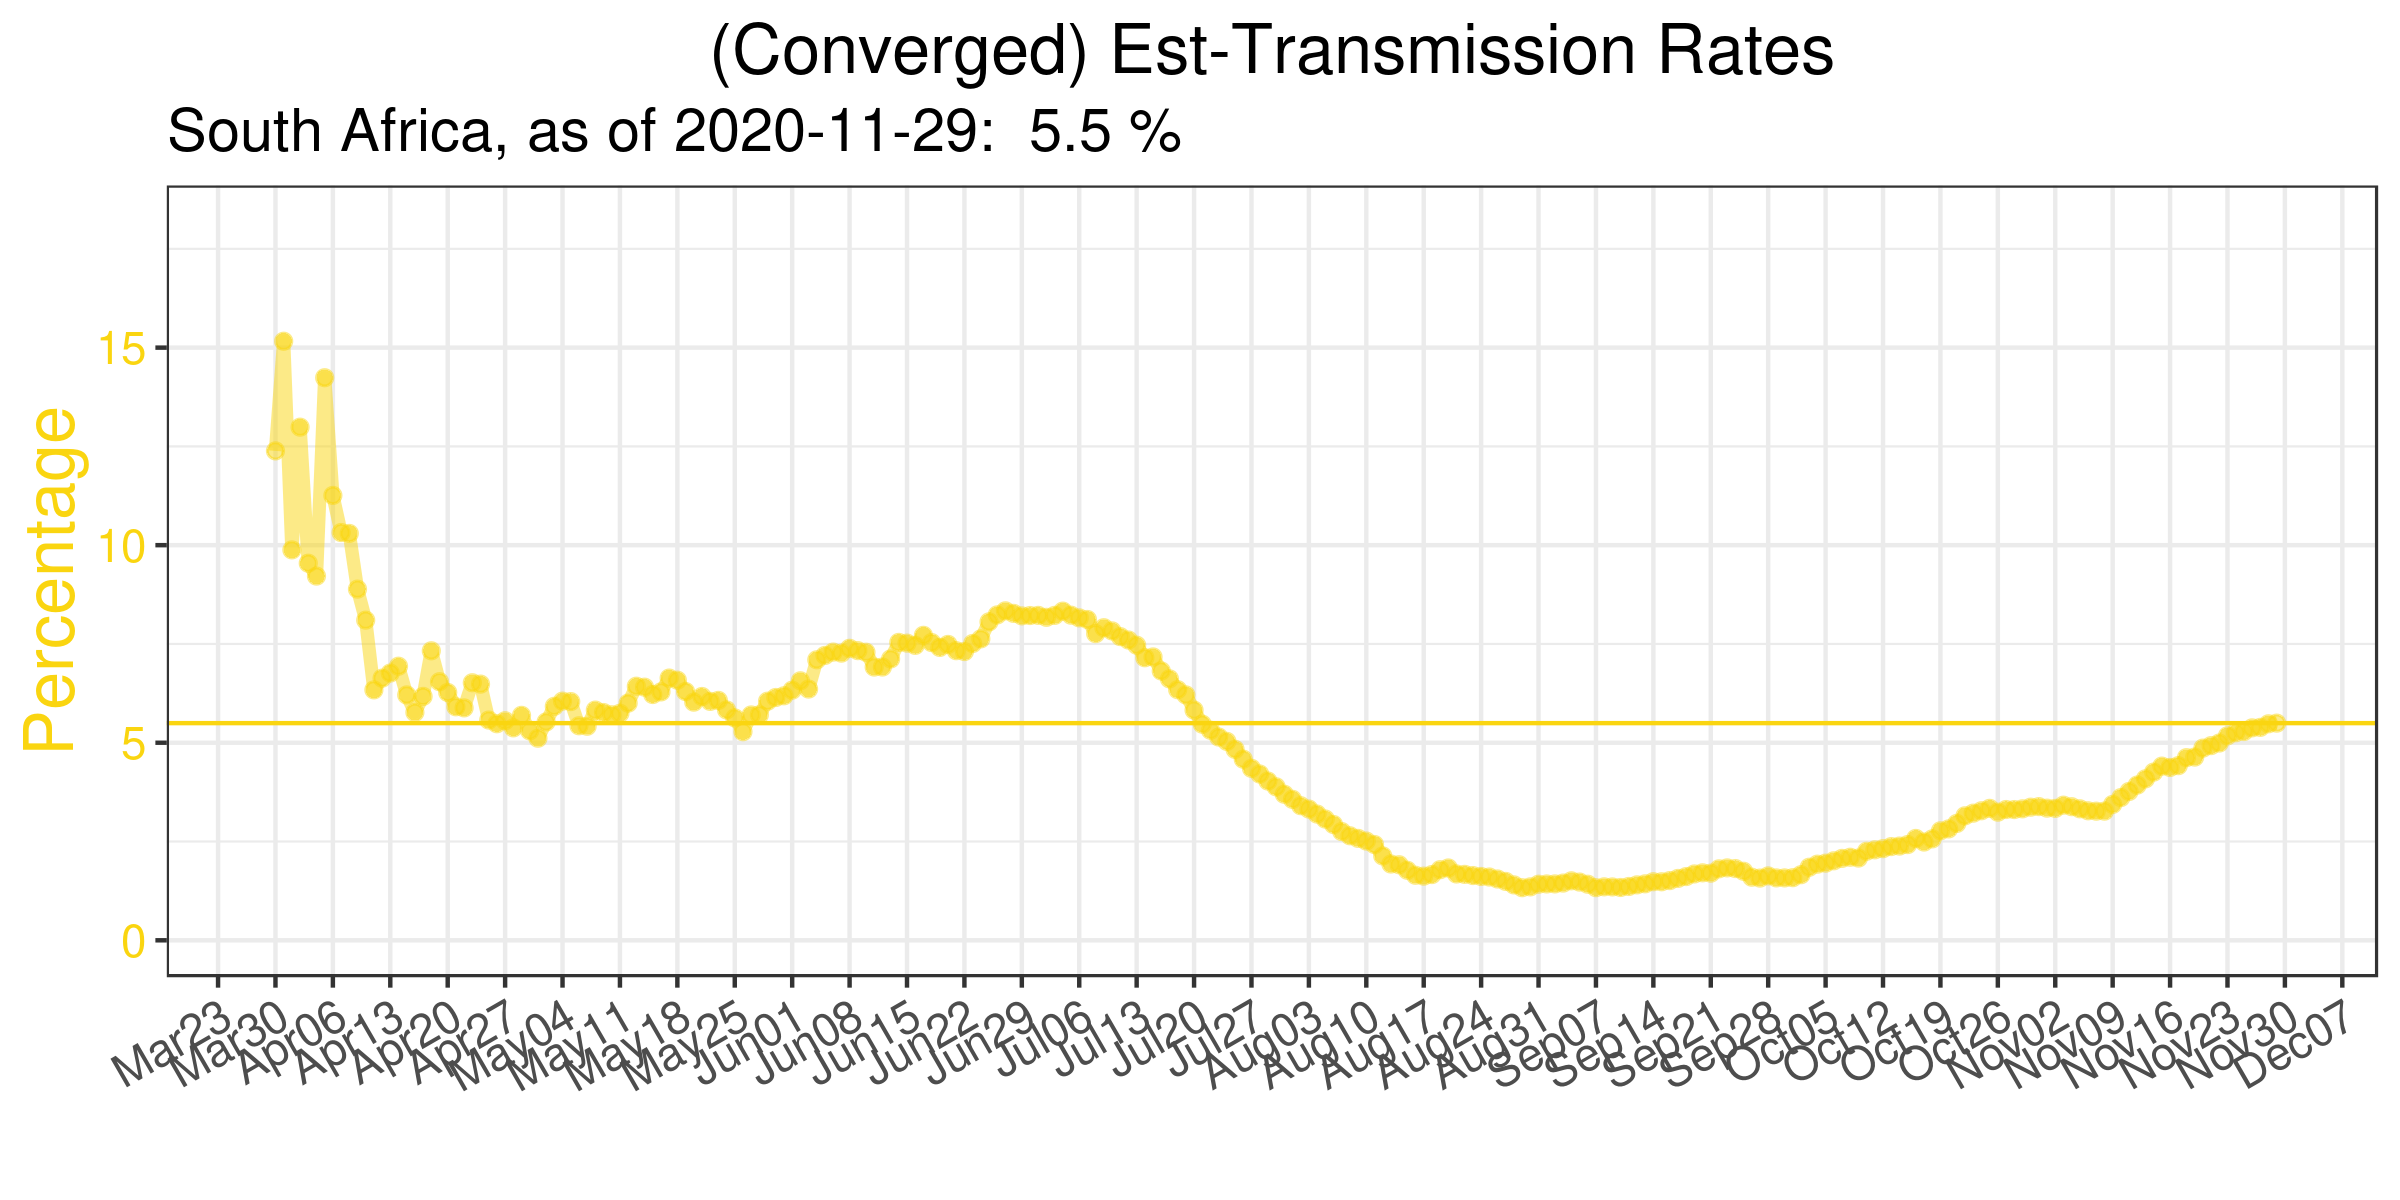 (Converged) Est-Transmission Rates
South Africa, as of 2020-11-29:  5.5 %
Percentage
15
10
5
0
Mar23
Mar30
Apr06
Apr13
Apr20
Apr27
May04
May11
May18
May25
Jun01
Jun08
Jun15
Jun22
Jun29
Jul06
Jul13
Jul20
Jul27
Aug03
Aug10
Aug17
Aug24
Aug31
Sep07
Sep14
Sep21
Sep28
Oct05
Oct12
Oct19
Oct26
Nov02
Nov09
Nov16
Nov23
Nov30
Dec07